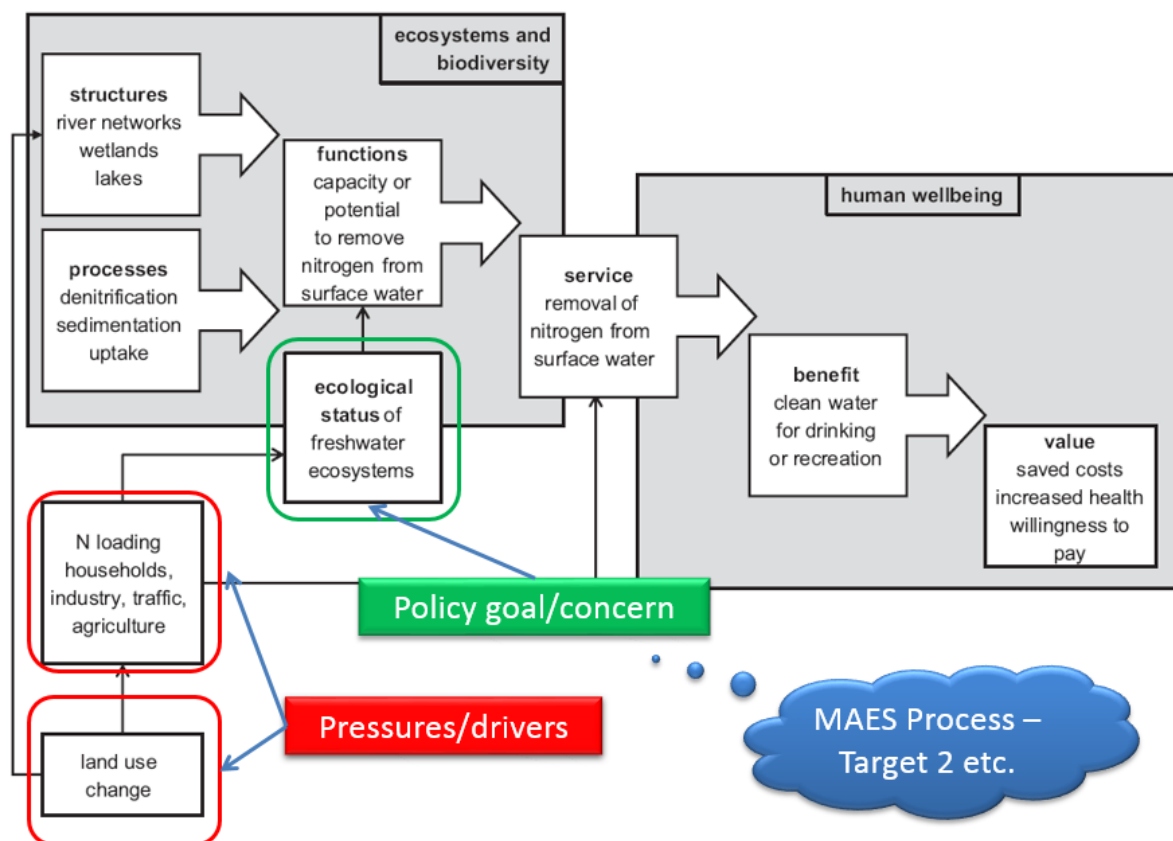 ecosystems and
biodiversity
structures
river networks
wetlands
lakes
functions
capacity or
potential
to remove
nitrogen from
surface water
human wellbeing
processes
denitrification
sedimentation
uptake
service
removal of
nitrogen from
surface water
ecological
status of
freshwater
ecosystems
benefit
clean water
for drinking
or recreation
value
saved costs
increased health
willingness to
pay
N loading
households,
industry, traffic,
agriculture
Policy goal/concern
Pressures/drivers
land use
change
MAES Process –
Target 2 etc.